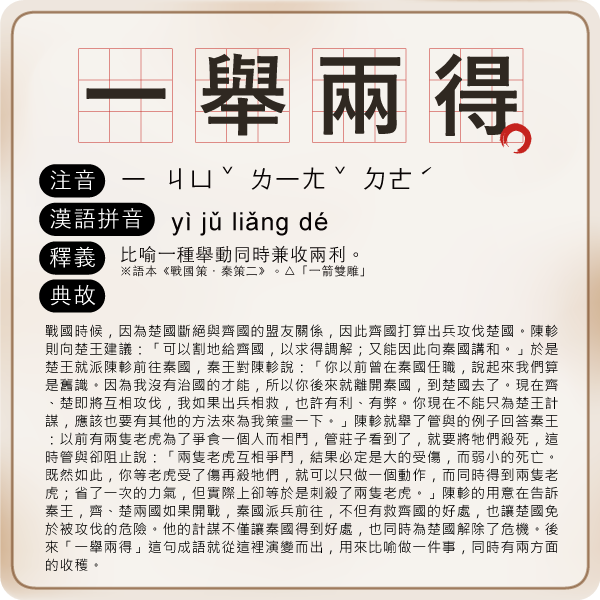 一舉兩得
注音 ㄧ ㄐㄩˇ ㄌㄧㄤˇ ㄉㄜˊ
漢語拼音 yì jǔ liǎng dé
釋義 比喻一種舉動同時兼收兩利。
※語本《戰國策‧秦策二》。△「一箭雙雕」
典故
戰國時候，因為楚國斷絕與齊國的盟友關係，因此齊國打算出兵攻伐楚國。陳軫
則向楚王建議：「可以割地給齊國，以求得調解；又能因此向秦國講和。」於是
楚王就派陳軫前往秦國，秦王對陳軫說：「你以前曾在秦國任職，說起來我們算
是舊識。因為我沒有治國的才能，所以你後來就離開秦國，到楚國去了。現在齊
、楚即將互相攻伐，我如果出兵相救，也許有利、有弊。你現在不能只為楚王計
謀，應該也要有其他的方法來為我策畫一下。」陳軫就舉了管與的例子回答秦王
：以前有兩隻老虎為了爭食一個人而相鬥，管莊子看到了，就要將牠們殺死，這
時管與卻阻止說：「兩隻老虎互相爭鬥，結果必定是大的受傷，而弱小的死亡。
既然如此，你等老虎受了傷再殺牠們，就可以只做一個動作，而同時得到兩隻老
虎；省了一次的力氣，但實際上卻等於是刺殺了兩隻老虎。」陳軫的用意在告訴
秦王，齊、楚兩國如果開戰，秦國派兵前往，不但有救齊國的好處，也讓楚國免
於被攻伐的危險。他的計謀不僅讓秦國得到好處，也同時為楚國解除了危機。後
來「一舉兩得」這句成語就從這裡演變而出，用來比喻做一件事，同時有兩方面
的收穫。